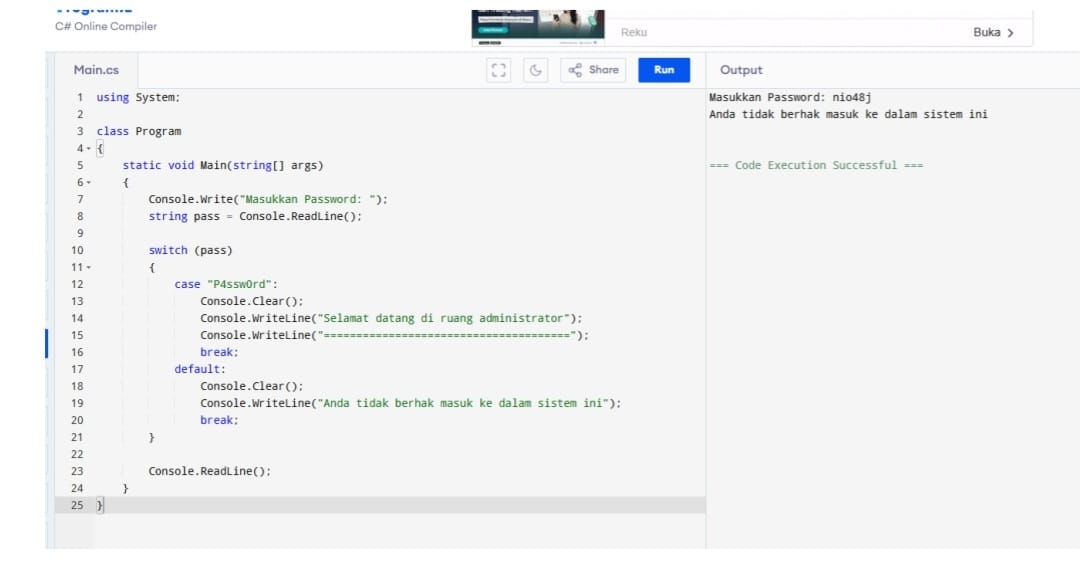 C# Online Compiler
Reku
Buka >
Main.cs
Share
Run
Output
1 using System;
2
3 class Program
4 {
5 static void Main(string[] args)
6 {
7 Console.Write("Masukkan Password: ");
8 string pass = Console.ReadLine();
9
10 switch (pass)
11 {
12 case "P4ssw0rd":
13 Console.Clear();
14 Console.WriteLine("Selamat datang di ruang administrator");
15 Console.WriteLine("======================================");
16 break;
17 default:
18 Console.Clear();
19 Console.WriteLine("Anda tidak berhak masuk ke dalam sistem ini");
20 break;
21 }
22
23 Console.ReadLine();
24 }
25 }
Masukkan Password: nio48j
Anda tidak berhak masuk ke dalam sistem ini
=== Code Execution Successful ===